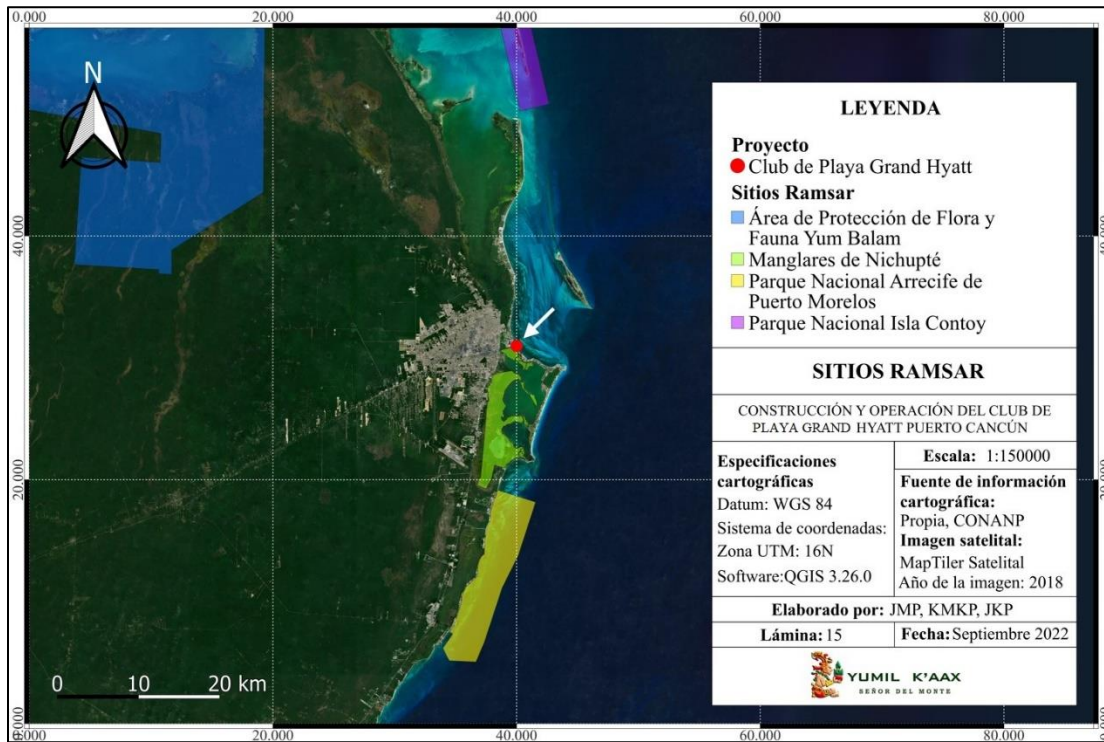 0.000
20.000
40.000
60.000
80.000
N
40.000
40.000
20.000
20.000
0 10 20 km
0.000
20.000
40.000
60.000
80.000
LEYENDA
Proyecto
Club de Playa Grand Hyatt
Sitios Ramsar
Área de Protección de Flora y
Fauna Yum Balam
Manglares de Nichupté
Parque Nacional Arrecife de
Puerto Morelos
Parque Nacional Isla Contoy
SITIOS RAMSAR
CONSTRUCCIÓN Y OPERACIÓN DEL CLUB DE
PLAYA GRAND HYATT PUERTO CANCÚN
Especificaciones
cartográficas
Datum: WGS 84
Sistema de coordenadas:
Zona UTM: 16N
Software:QGIS 3.26.0
Escala: 1:150000
Fuente de información
cartográfica:
Propia, CONANP
Imagen satelital:
MapTiler Satelital
Año de la imagen: 2018
Elaborado por: JMP, KMKP, JKP
Lámina: 15
Fecha: Septiembre 2022
YUMIL K'AAX
SEÑOR DEL MONTE